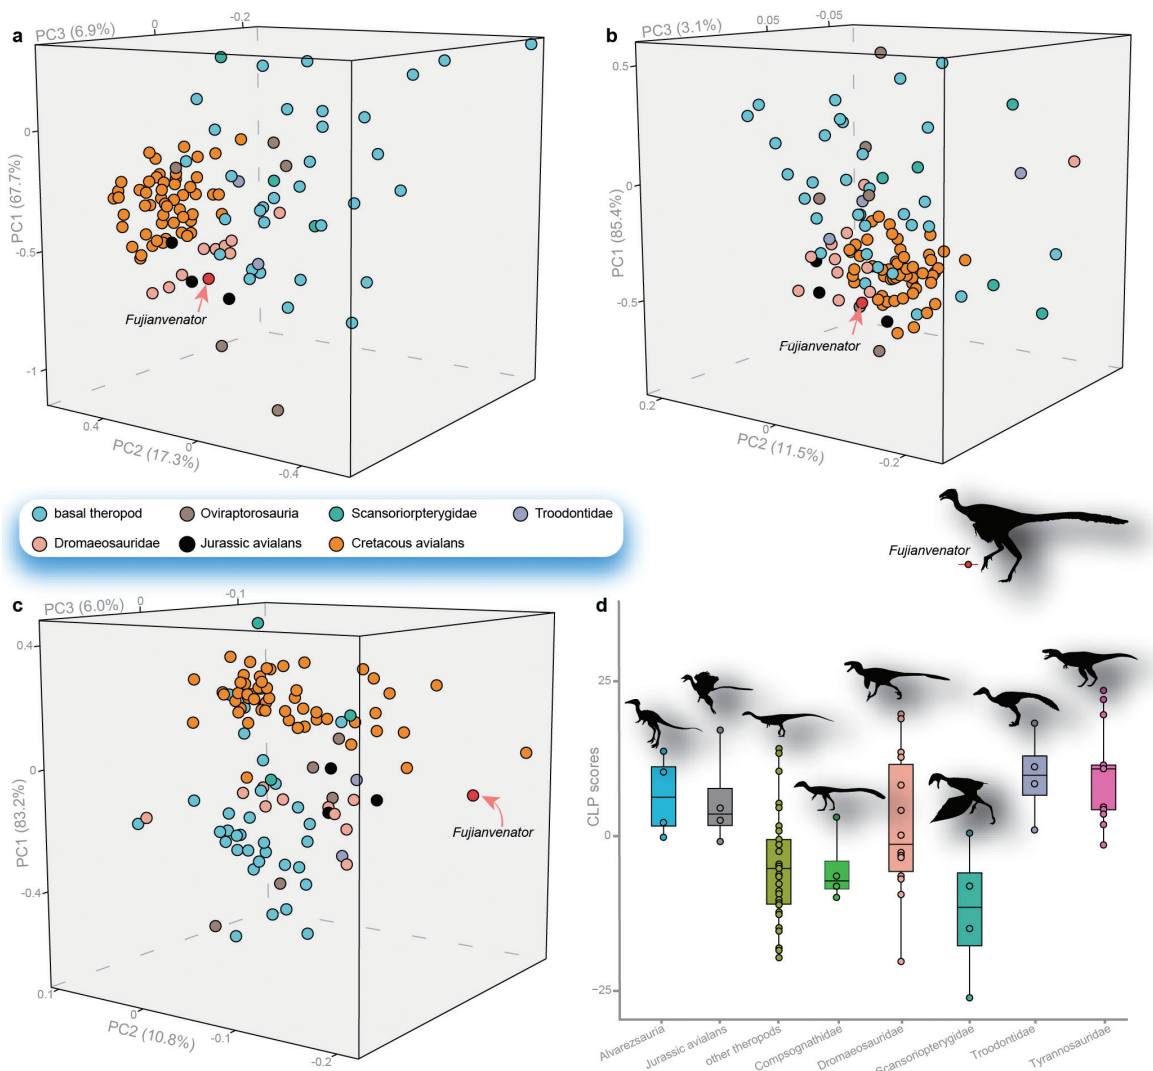 a
PC3 (6.9%)
0
-0.2
0
-0.5
-1
PC1 (67.7%)
Fujianvenator
0.4
0
-0.4
PC2 (17.3%)
b
PC3 (3.1%)
0.05
-0.05
0.5
0
-0.5
PC1 (85.4%)
Fujianvenator
0.2
0
-0.2
PC2 (11.5%)
basal theropod
Oviraptorosauria
Scansoriorpterygidae
Troodontidae
Dromaeosauridae
Jurassic avialans
Cretacous avialans
c
PC3 (6.0%)
0
-0.1
0.4
0
-0.4
PC1 (83.2%)
Fujianvenator
0.1
0
-0.1
-0.2
PC2 (10.8%)
d
Fujianvenator
25
0
−25
CLP scores
Alvarezsauria
Jurassic avialans
other theropods
Compsognathidae
Dromaeosauridae
Scansoriopterygidae
Troodontidae
Tyrannosauridae